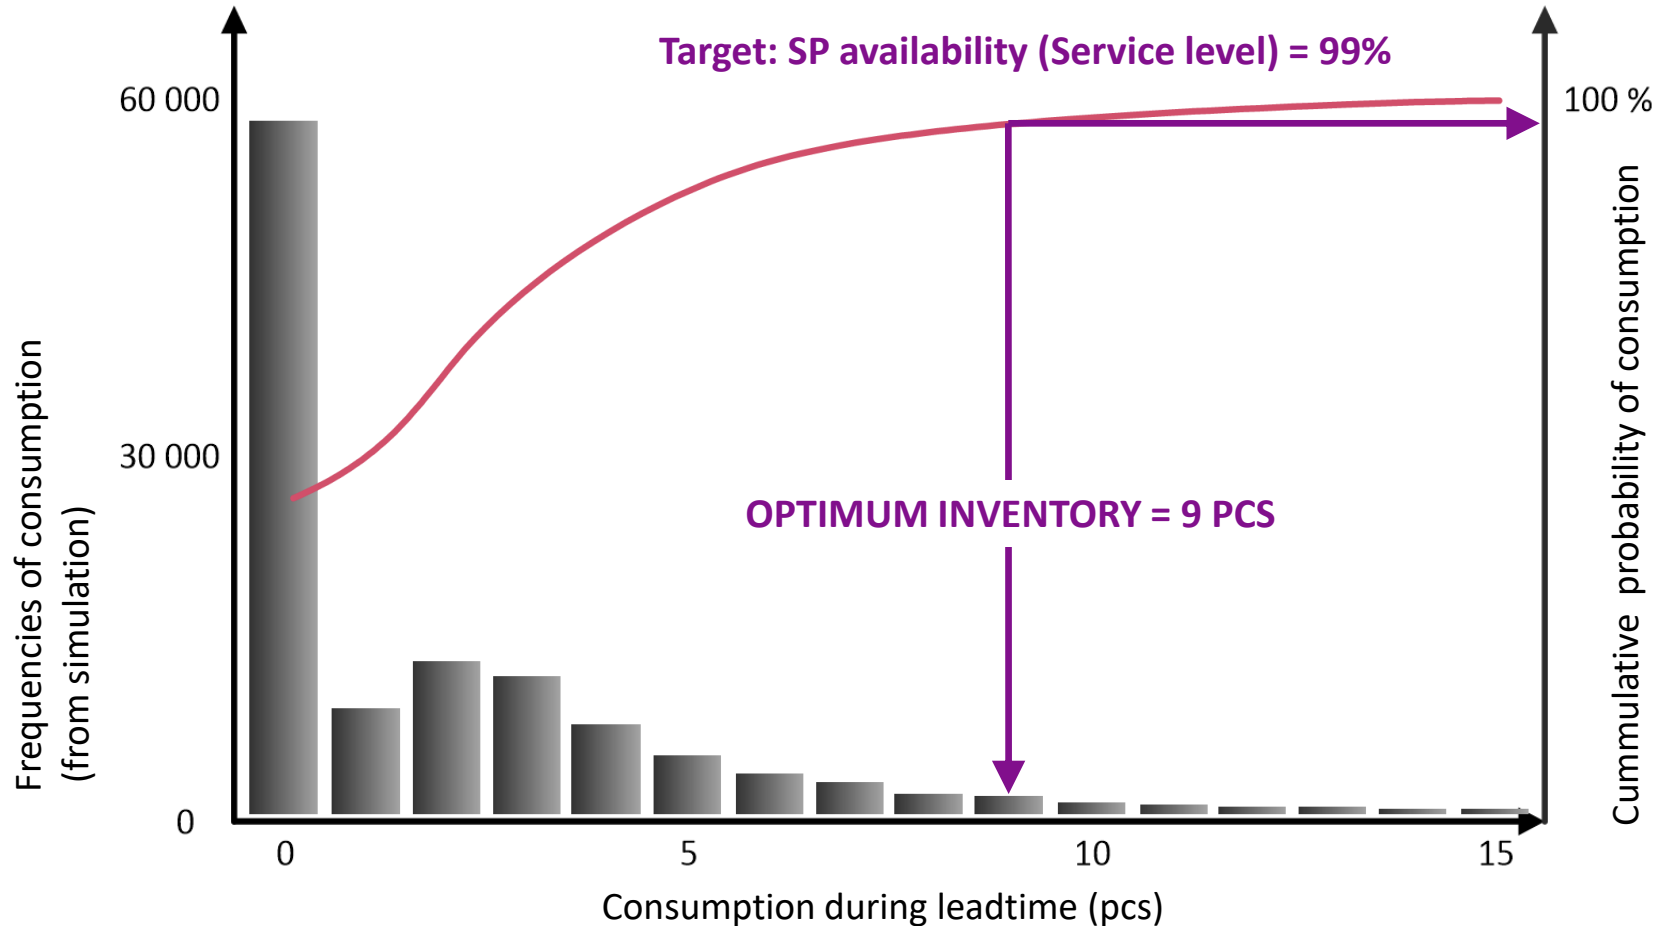 Target: SP availability (Service level) = 99%
60 000
100 %
30 000
0
Frequencies of consumption
(from simulation)
Cummulative probability of consumption
OPTIMUM INVENTORY = 9 PCS
0
5
10
15
Consumption during leadtime (pcs)